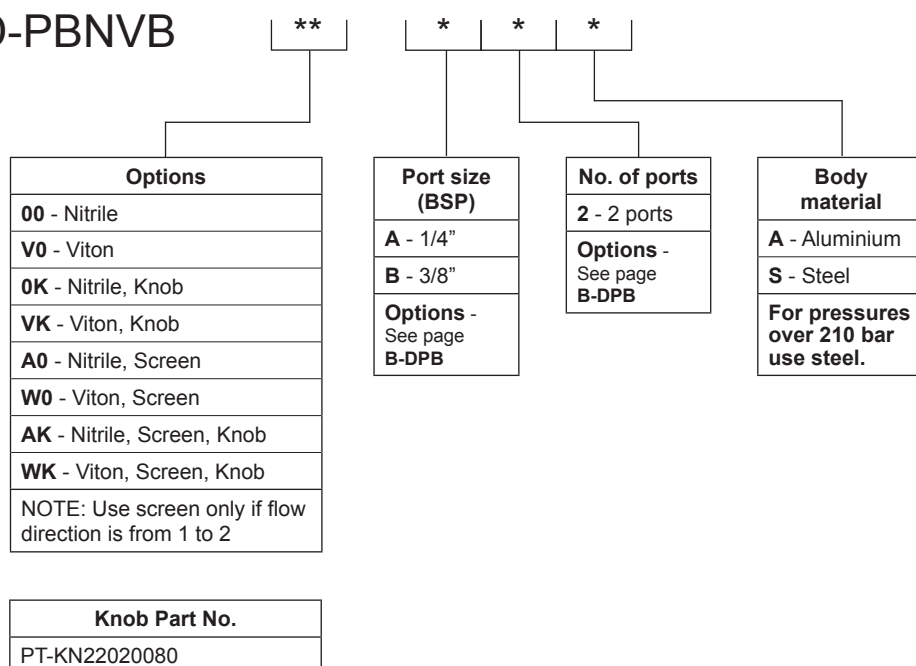 -PBNVB ** * * *
Options
00 - Nitrile
V0 - Viton
0K - Nitrile, Knob
VK - Viton, Knob
A0 - Nitrile, Screen
W0 - Viton, Screen
AK - Nitrile, Screen, Knob
WK - Viton, Screen, Knob
NOTE: Use screen only if flow
direction is from 1 to 2
Port size
(BSP)
A - 1/4”
B - 3/8”
Options -
See page
B-DPB
No. of ports
2 - 2 ports
Options -
See page
B-DPB
Body
material
A - Aluminium
S - Steel
For pressures
over 210 bar
use steel.
Knob Part No.
PT-KN22020080